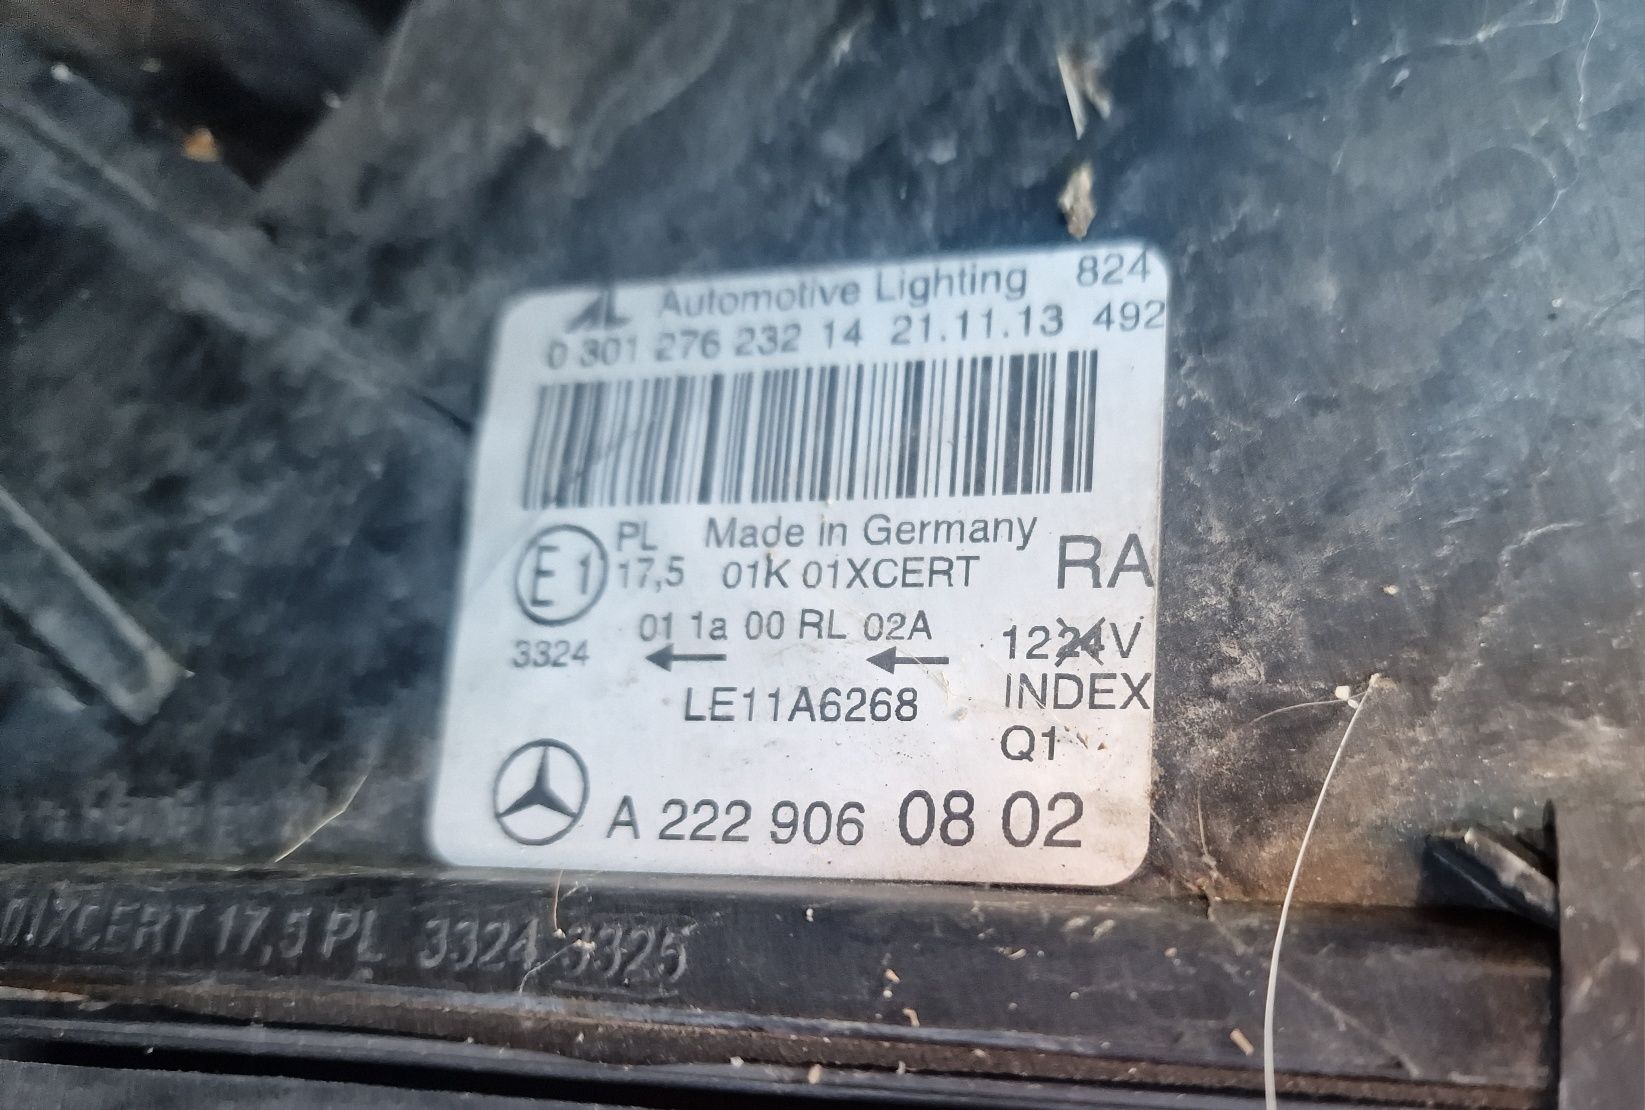 AL Automotive Lighting 824
0 301 276 232 14 21.11.13 492
E1 PL Made in Germany
17,5 01K 01XCERT RA
01 1a 00 RL 02A
3324 ← ← 1224V
LE11A6268 INDEX
Q1
A 222 906 08 02
01XCERT 17,5 PL 3324 3325